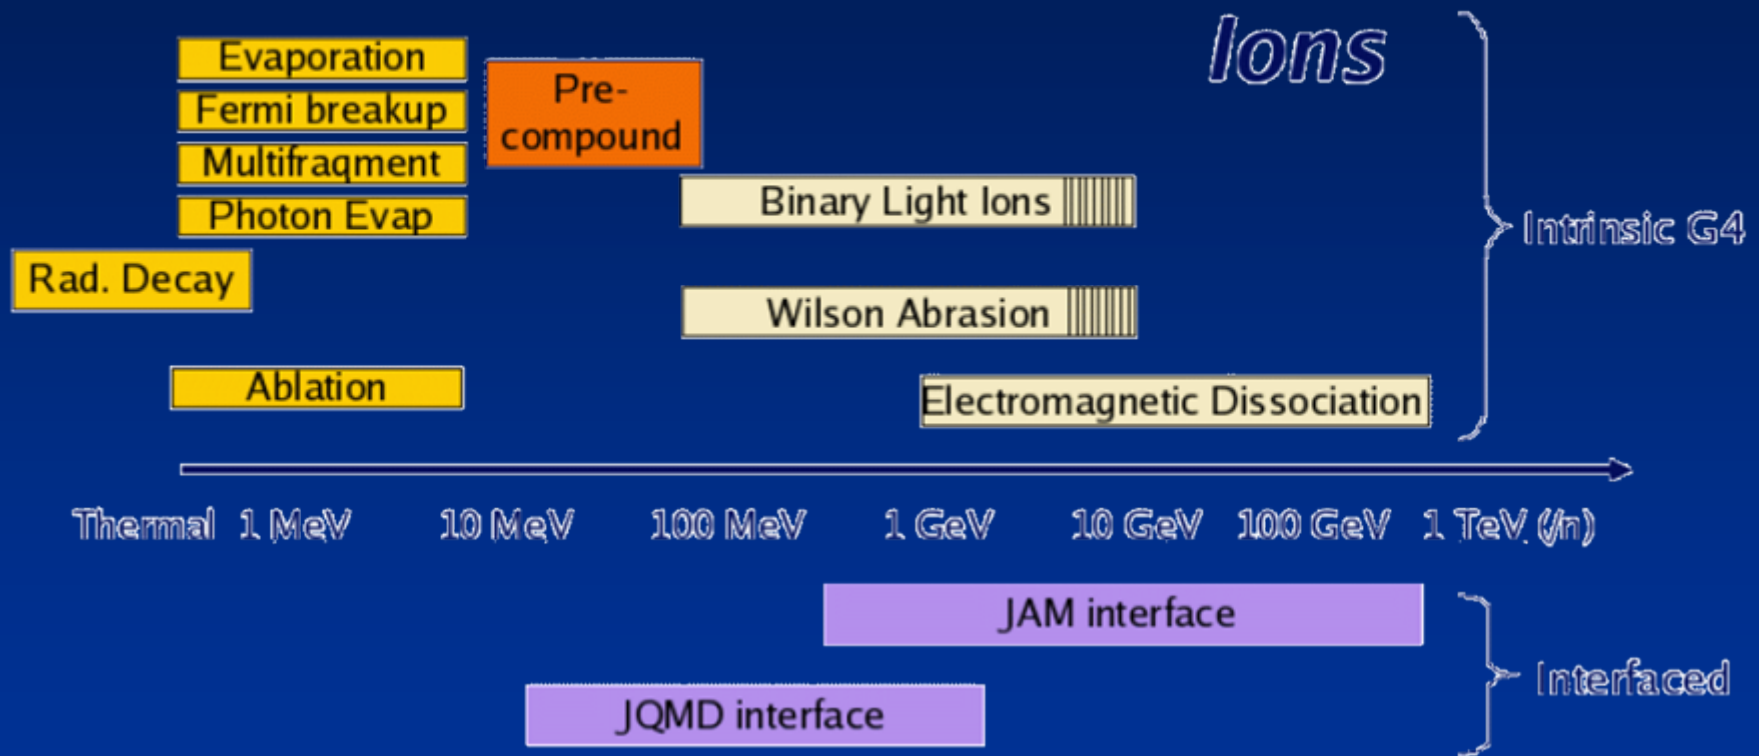 Ions
Evaporation
Fermi breakup
Multifraqment
Photon Evap
Pre-
compound
Binary Light Ions
Intrinsic G4
Rad. Decay
Wilson Abrasion
Ablation
Electromagnetic Dissociation
Thermal 1 MeV 10 MeV 100 MeV 1 GeV 10 GeV 100 GeV 1 TeV (/n)
JAM interface
Interfaced
JQMD interface